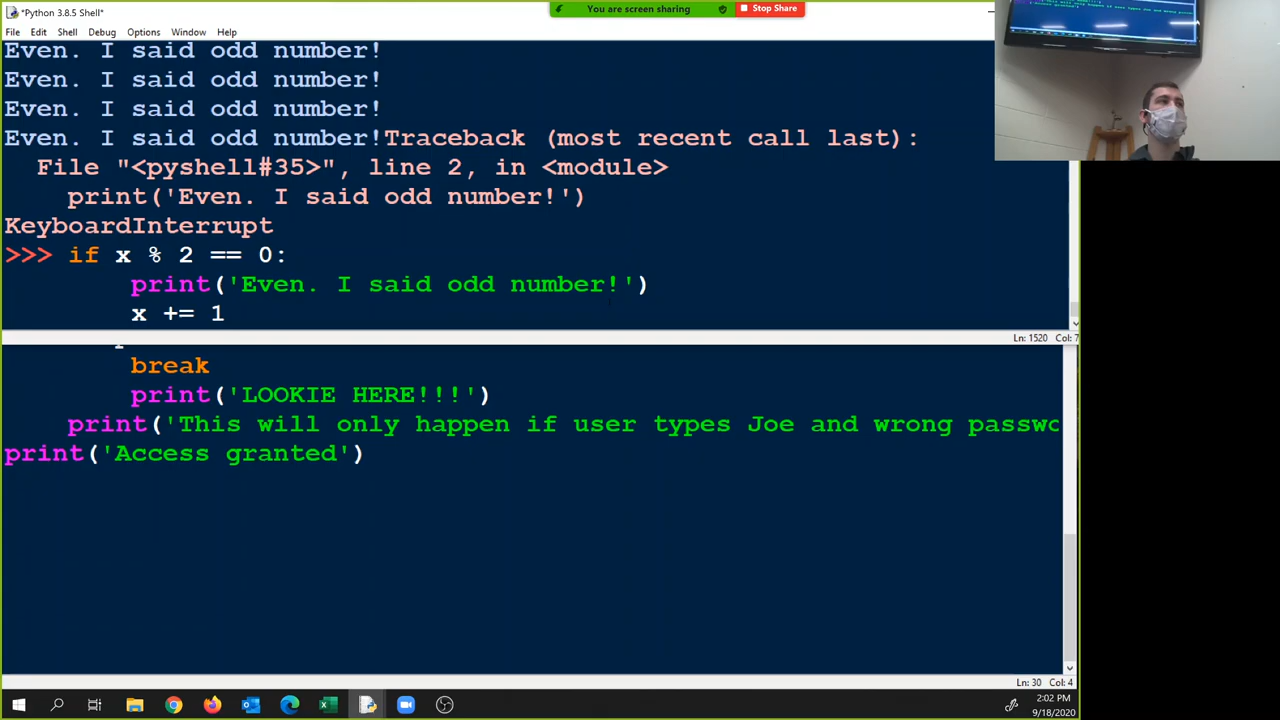 *Python 3.8.5 Shell*
You are screen sharing
Stop Share
File Edit Shell Debug Options Window Help
Even. I said odd number!
Even. I said odd number!
Even. I said odd number!
Even. I said odd number!Traceback (most recent call last):
File "<pyshell#35>", line 2, in <module>
print('Even. I said odd number!')
KeyboardInterrupt
>>> if x % 2 == 0:
print('Even. I said odd number!')
x += 1
Ln: 1520 Col: 7
break
print('LOOKIE HERE!!!')
print('This will only happen if user types Joe and wrong passwo
print('Access granted')
Ln: 30 Col: 4
2:02 PM
9/18/2020